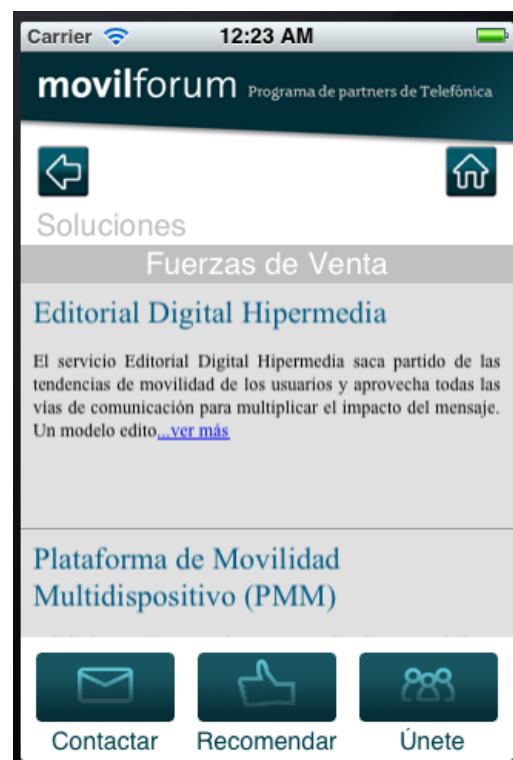 Carrier 12:23 AM
movilforum Programa de partners de Telefónica
Soluciones
Fuerzas de Venta
Editorial Digital Hipermedia
El servicio Editorial Digital Hipermedia saca partido de las
tendencias de movilidad de los usuarios y aprovecha todas las
vías de comunicación para multiplicar el impacto del mensaje.
Un modelo edito...ver más
Plataforma de Movilidad
Multidispositivo (PMM)
Contactar Recomendar Únete